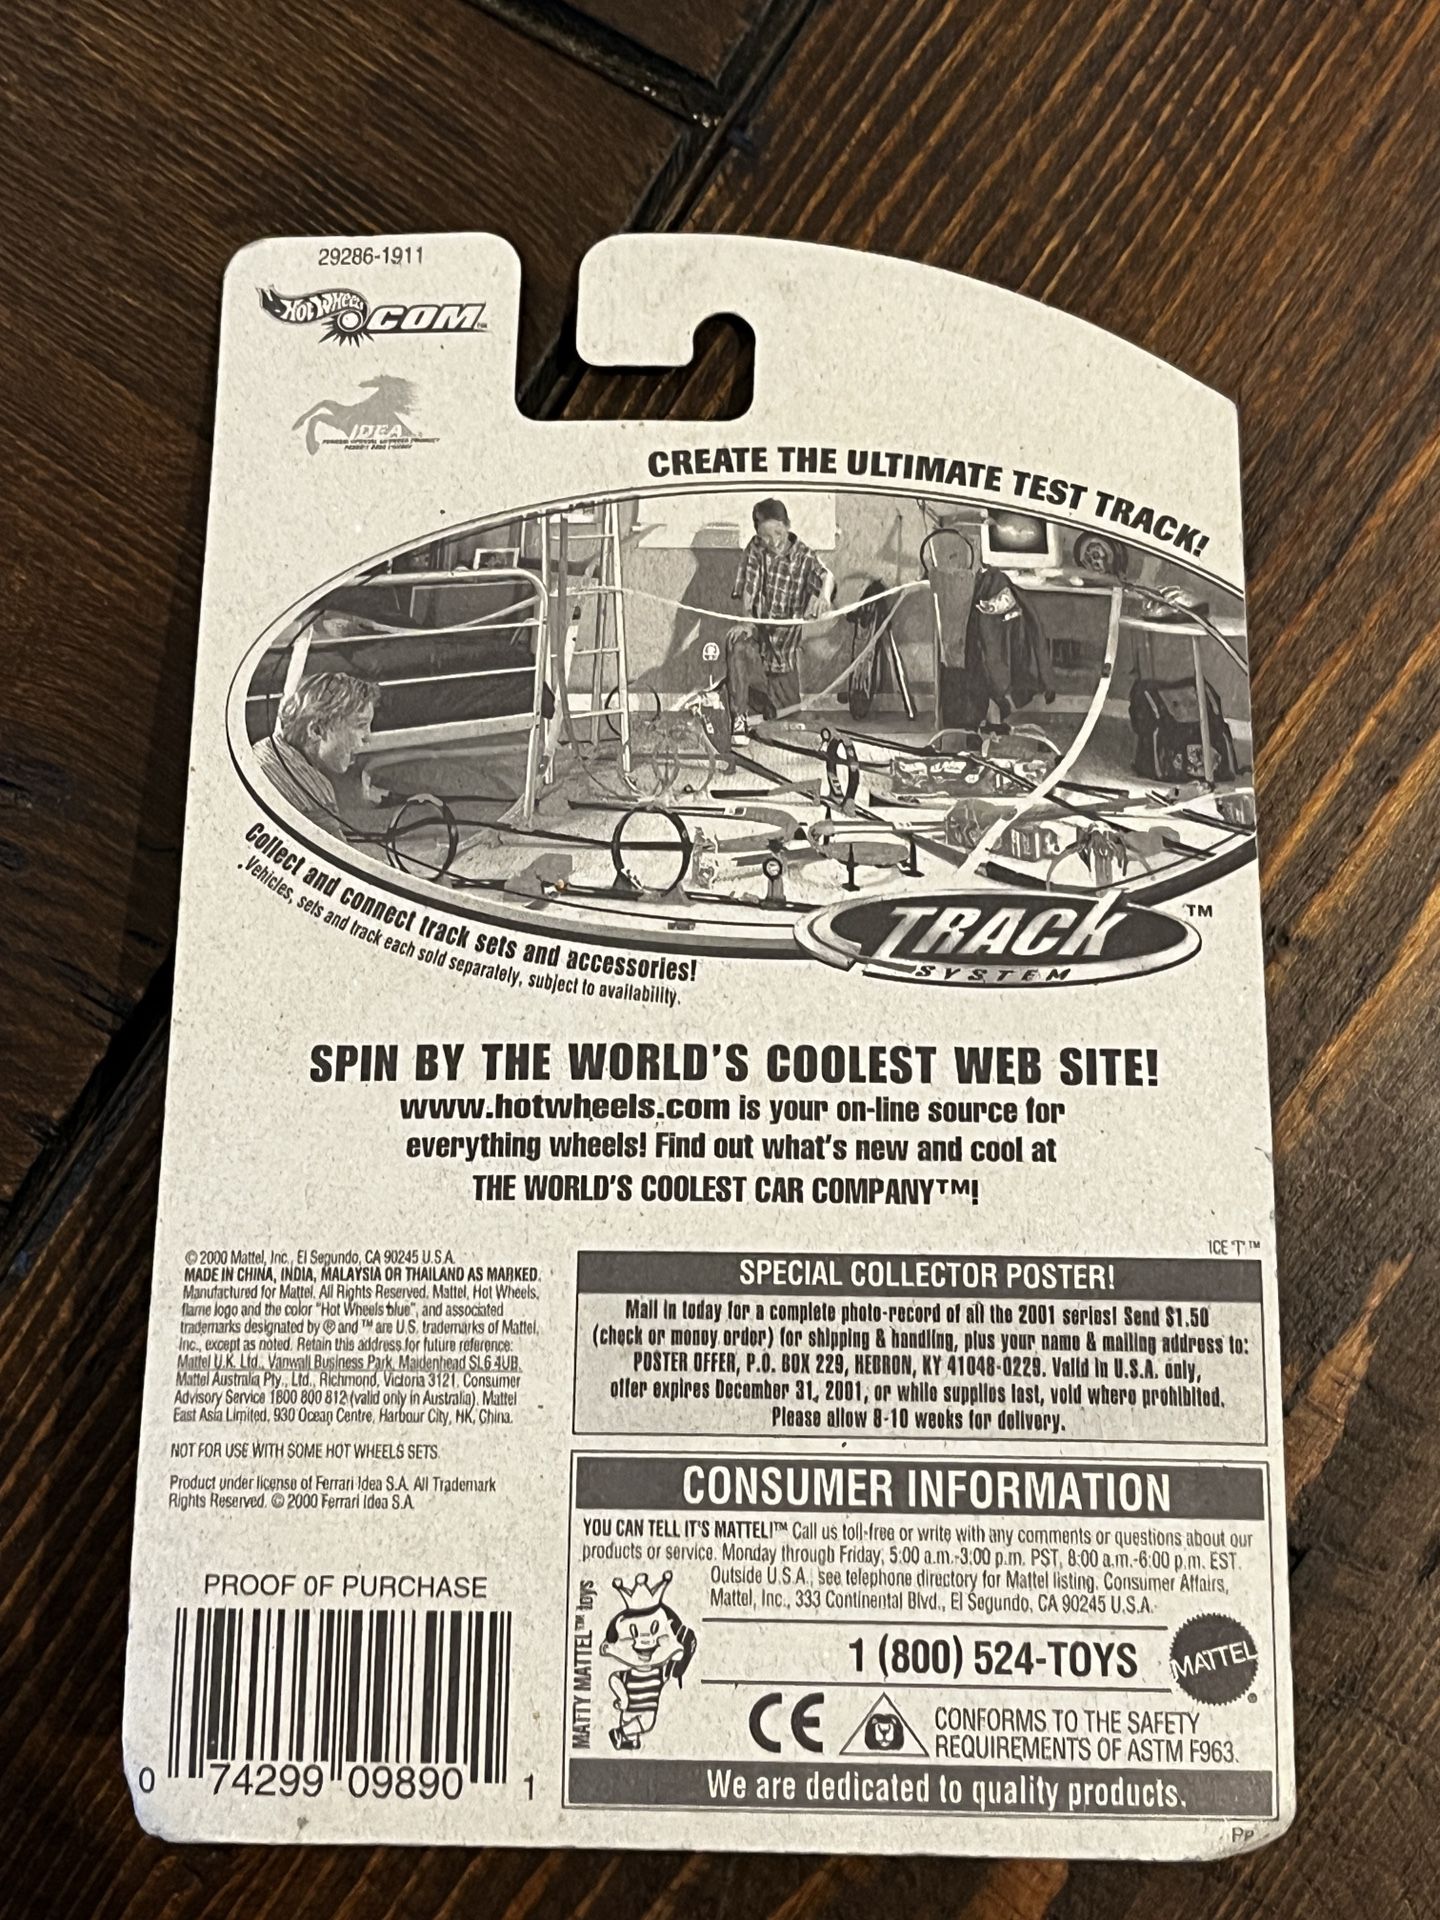 29286-1911
HOT WHEELS .COM
IDEA
CREATE THE ULTIMATE TEST TRACK!
Collect and connect track sets and accessories!
Vehicles, sets and track each sold separately, subject to availability.
TRACK ™
SYSTEM
SPIN BY THE WORLD'S COOLEST WEB SITE!
www.hotwheels.com is your on-line source for
everything wheels! Find out what's new and cool at
THE WORLD'S COOLEST CAR COMPANY™!
©2000 Mattel, Inc., El Segundo, CA 90245 U.S.A.
MADE IN CHINA, INDIA, MALAYSIA OR THAILAND AS MARKED.
Manufactured for Mattel. All Rights Reserved. Mattel, Hot Wheels,
flame logo and the color "Hot Wheels blue", and associated
trademarks designated by ® and ™ are U.S. trademarks of Mattel,
Inc., except as noted. Retain this address for future reference:
Mattel U.K. Ltd., Vanwall Business Park, Maidenhead SL6 4UB.
Mattel Australia Pty., Ltd., Richmond, Victoria 3121. Consumer
Advisory Service 1800 800 812 (valid only in Australia). Mattel
East Asia Limited, 930 Ocean Centre, Harbour City, HK, China.
NOT FOR USE WITH SOME HOT WHEELS SETS.
Product under license of Ferrari Idea S.A. All Trademark
Rights Reserved. © 2000 Ferrari Idea S.A.
PROOF OF PURCHASE
0 74299 09890 1
ICE "T"™
SPECIAL COLLECTOR POSTER!
Mail in today for a complete photo-record of all the 2001 series! Send $1.50
(check or money order) for shipping & handling, plus your name & mailing address to:
POSTER OFFER, P.O. BOX 229, HEBRON, KY 41048-0229. Valid in U.S.A. only,
offer expires December 31, 2001, or while supplies last, void where prohibited.
Please allow 8-10 weeks for delivery.
CONSUMER INFORMATION
YOU CAN TELL IT'S MATTEL!™ Call us toll-free or write with any comments or questions about our
products or service. Monday through Friday, 5:00 a.m.-3:00 p.m. PST, 8:00 a.m.-6:00 p.m. EST.
Outside U.S.A., see telephone directory for Mattel listing. Consumer Affairs,
Mattel, Inc., 333 Continental Blvd., El Segundo, CA 90245 U.S.A.
MATTY MATTEL™ toys
1 (800) 524-TOYS
MATTEL ®
CE
CONFORMS TO THE SAFETY
REQUIREMENTS OF ASTM F963.
We are dedicated to quality products.
PP